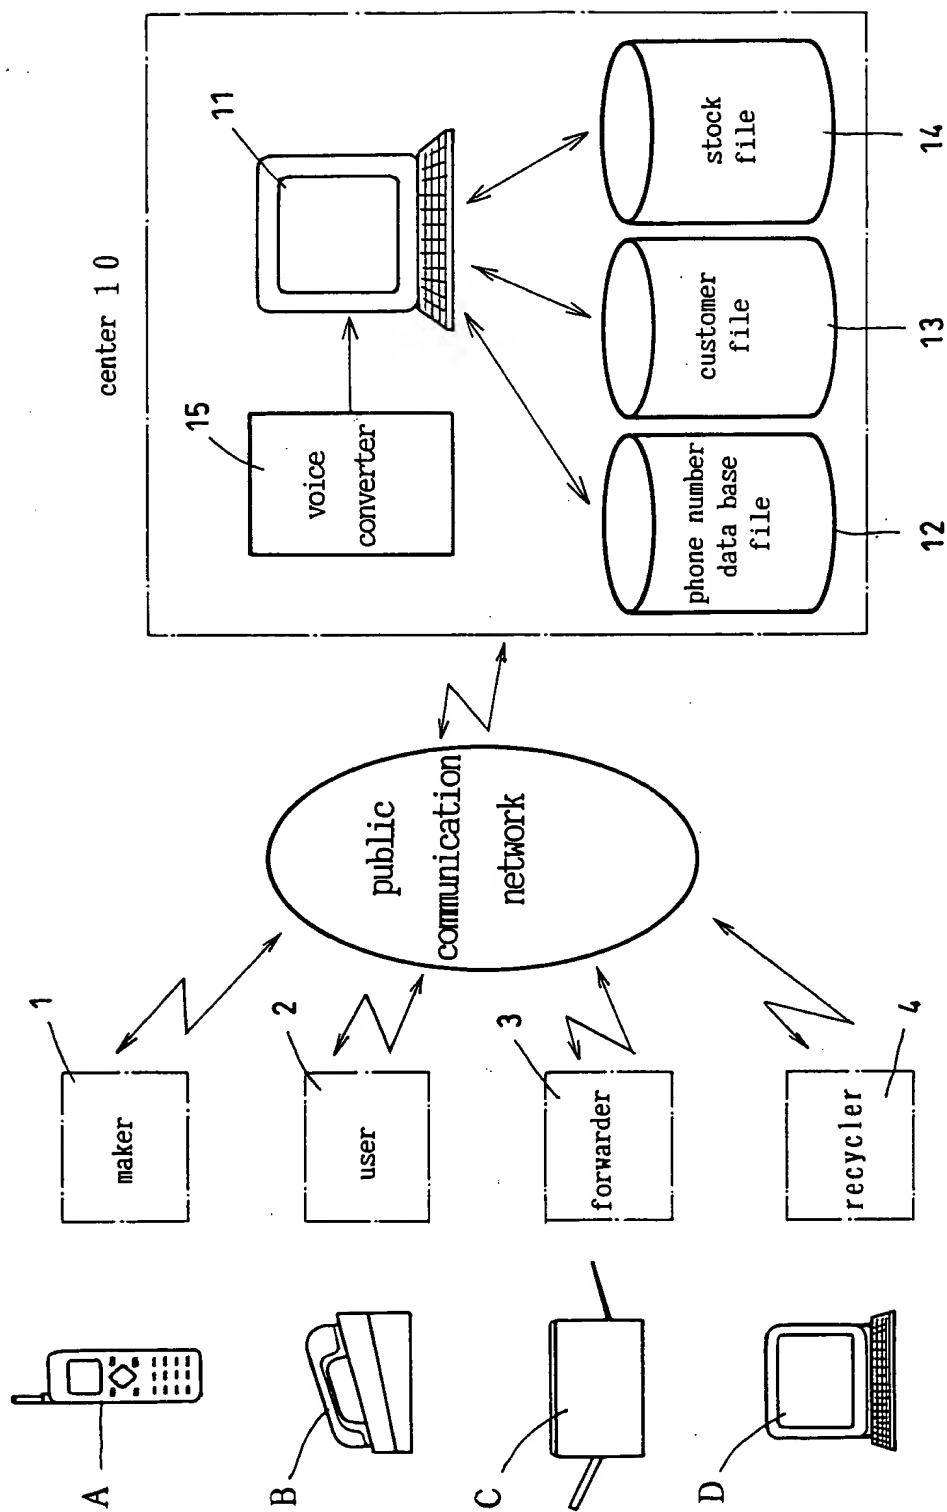 center 10
11
15
voice
converter
phone number
data base
file
customer
file
stock
file
12
13
14
public
communication
network
1
maker
2
user
3
forwarder
4
recycler
A
B
C
D